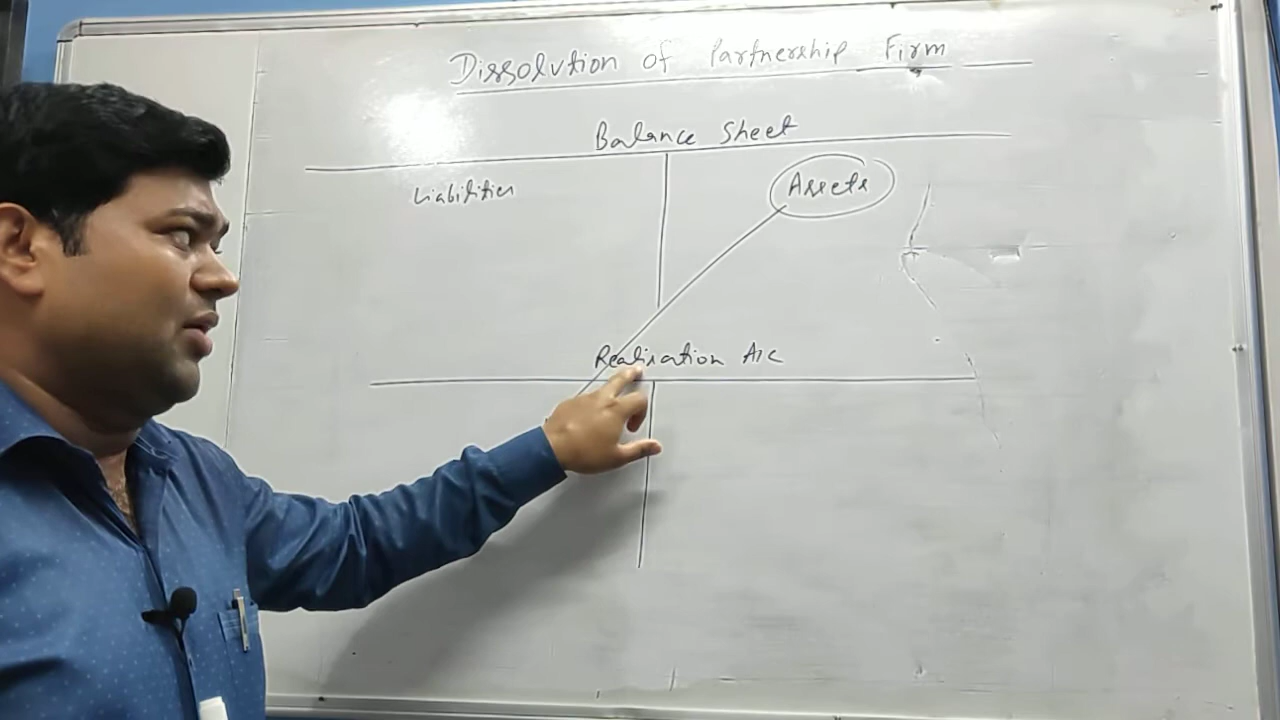 Dissolution of Partnership Firm
Balance Sheet
Liabilities
Assets
Realisation A/c